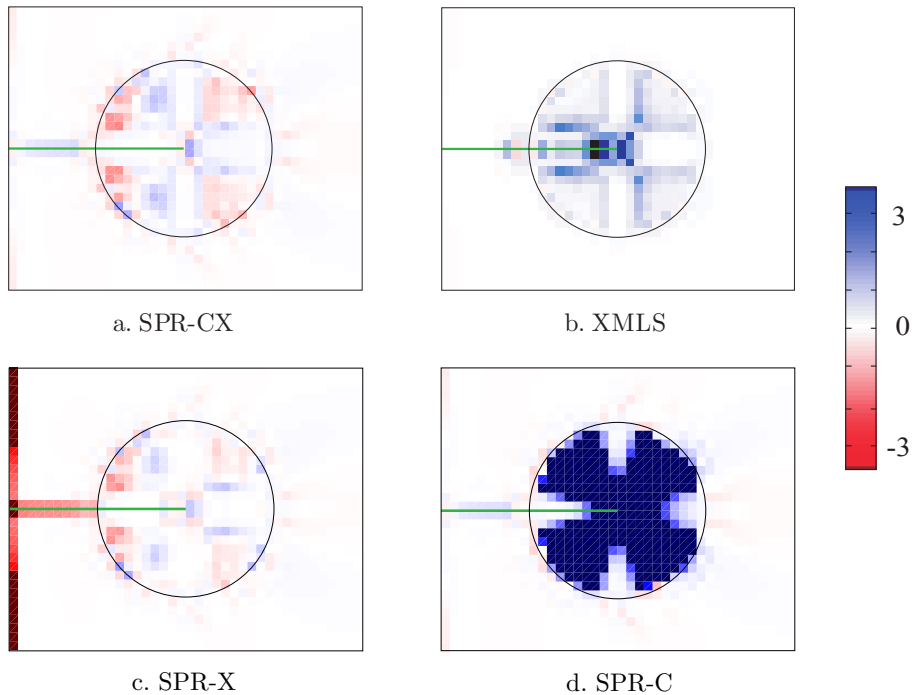 a. SPR-CX
b. XMLS
3
0
-3
c. SPR-X
d. SPR-C